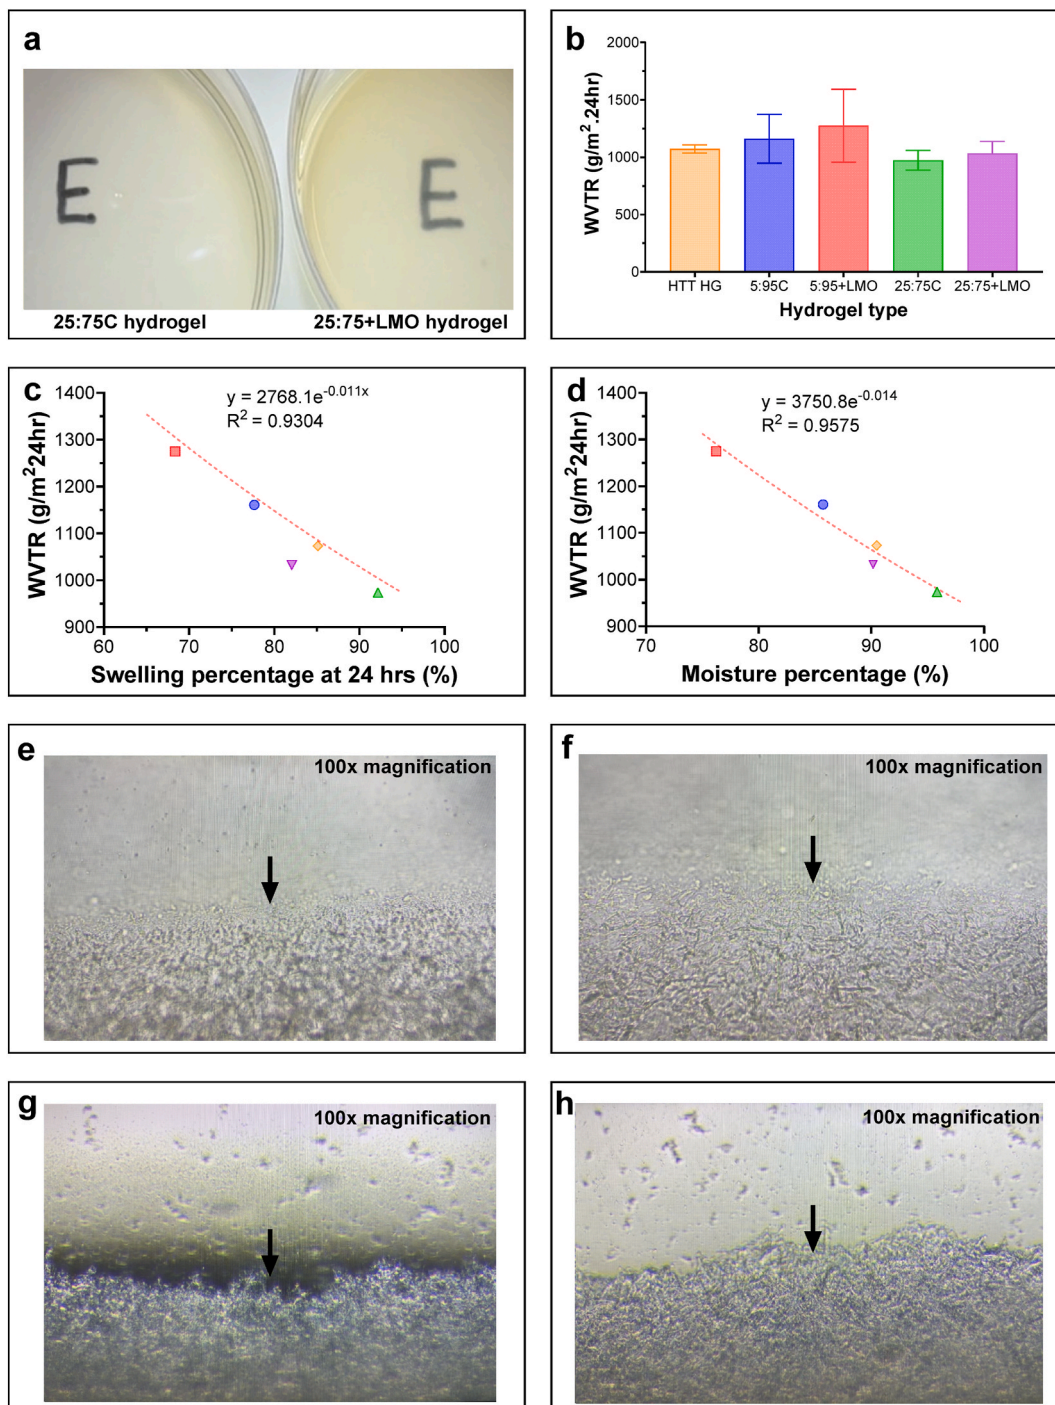 a
E
E
25:75C hydrogel
25:75+LMO hydrogel
b
WVTR (g/m².24hr)
2000
1500
1000
500
0
HTT HG
5:95C
5:95+LMO
25:75C
25:75+LMO
Hydrogel type
c
y = 2768.1e^-0.011x
R² = 0.9304
WVTR (g/m²24hr)
1400
1300
1200
1100
1000
900
60
70
80
90
100
Swelling percentage at 24 hrs (%)
d
y = 3750.8e^-0.014
R² = 0.9575
WVTR (g/m²24hr)
1400
1300
1200
1100
1000
900
70
80
90
100
Moisture percentage (%)
e
100x magnification
f
100x magnification
g
100x magnification
h
100x magnification